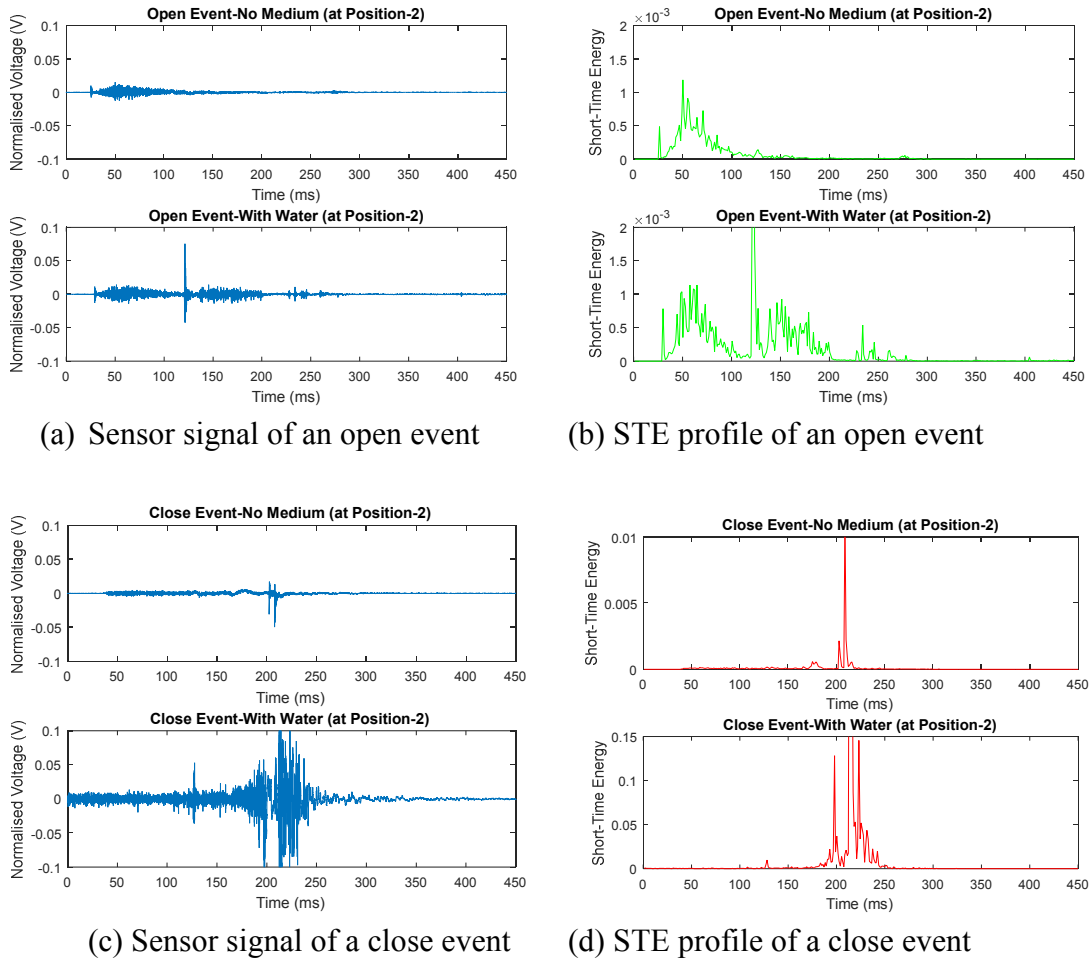 Open Event-No Medium (at Position-2)
0.1
0.05
0
-0.05
-0.1
Normalised Voltage (V)
0 50 100 150 200 250 300 350 400 450
Time (ms)
Open Event-With Water (at Position-2)
0.1
0.05
0
-0.05
-0.1
Normalised Voltage (V)
0 50 100 150 200 250 300 350 400 450
Time (ms)
(a) Sensor signal of an open event
×10-3
Open Event-No Medium (at Position-2)
2
1.5
1
0.5
0
Short-Time Energy
0 50 100 150 200 250 300 350 400 450
Time (ms)
×10-3
Open Event-With Water (at Position-2)
2
1.5
1
0.5
0
Short-Time Energy
0 50 100 150 200 250 300 350 400 450
Time (ms)
(b) STE profile of an open event
Close Event-No Medium (at Position-2)
0.1
0.05
0
-0.05
-0.1
Normalised Voltage (V)
0 50 100 150 200 250 300 350 400 450
Time (ms)
Close Event-With Water (at Position-2)
0.1
0.05
0
-0.05
-0.1
Normalised Voltage (V)
0 50 100 150 200 250 300 350 400 450
Time (ms)
(c) Sensor signal of a close event
Close Event-No Medium (at Position-2)
0.01
0.005
0
Short-Time Energy
0 50 100 150 200 250 300 350 400 450
Time (ms)
Close Event-With Water (at Position-2)
0.15
0.1
0.05
0
Short-Time Energy
0 50 100 150 200 250 300 350 400 450
Time (ms)
(d) STE profile of a close event